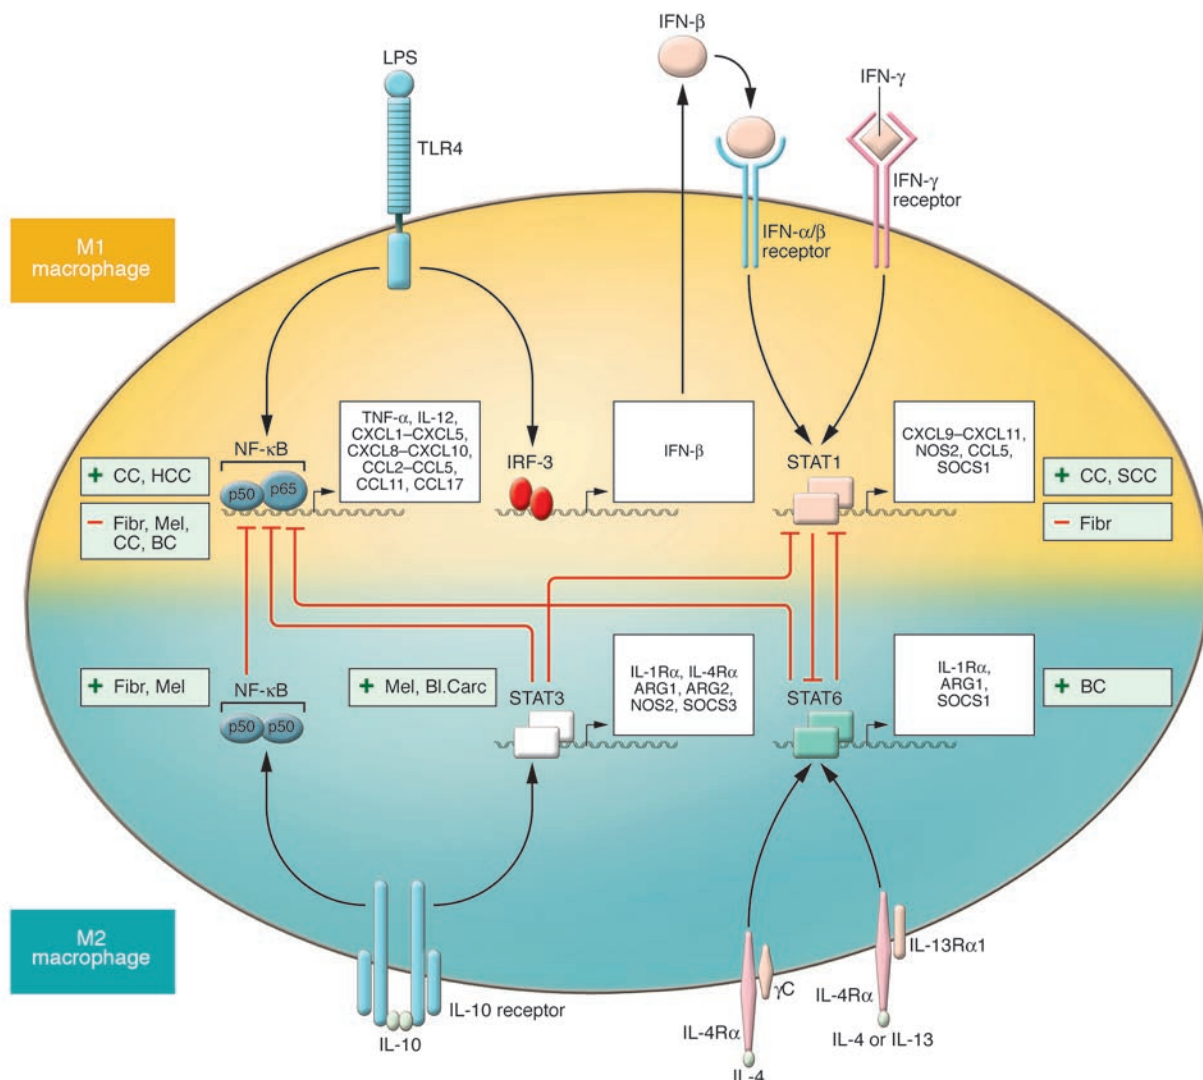 IFN-β
LPS
IFN-γ
TLR4
IFN-γ
receptor
M1
macrophage
IFN-α/β
receptor
TNF-α, IL-12,
CXCL1–CXCL5,
CXCL8–CXCL10,
CCL2–CCL5,
CCL11, CCL17
IFN-β
CXCL9–CXCL11,
NOS2, CCL5,
SOCS1
NF-κB
IRF-3
STAT1
+ CC, HCC
p50 p65
+ CC, SCC
− Fibr, Mel,
CC, BC
− Fibr
IL-1Rα, IL-4Rα
ARG1, ARG2,
NOS2, SOCS3
IL-1Rα,
ARG1,
SOCS1
+ Fibr, Mel
NF-κB
+ Mel, Bl.Carc
STAT3
STAT6
+ BC
p50 p50
M2
macrophage
IL-13Rα1
γC
IL-4Rα
IL-10 receptor
IL-4Rα
IL-10
IL-4 or IL-13
IL-4